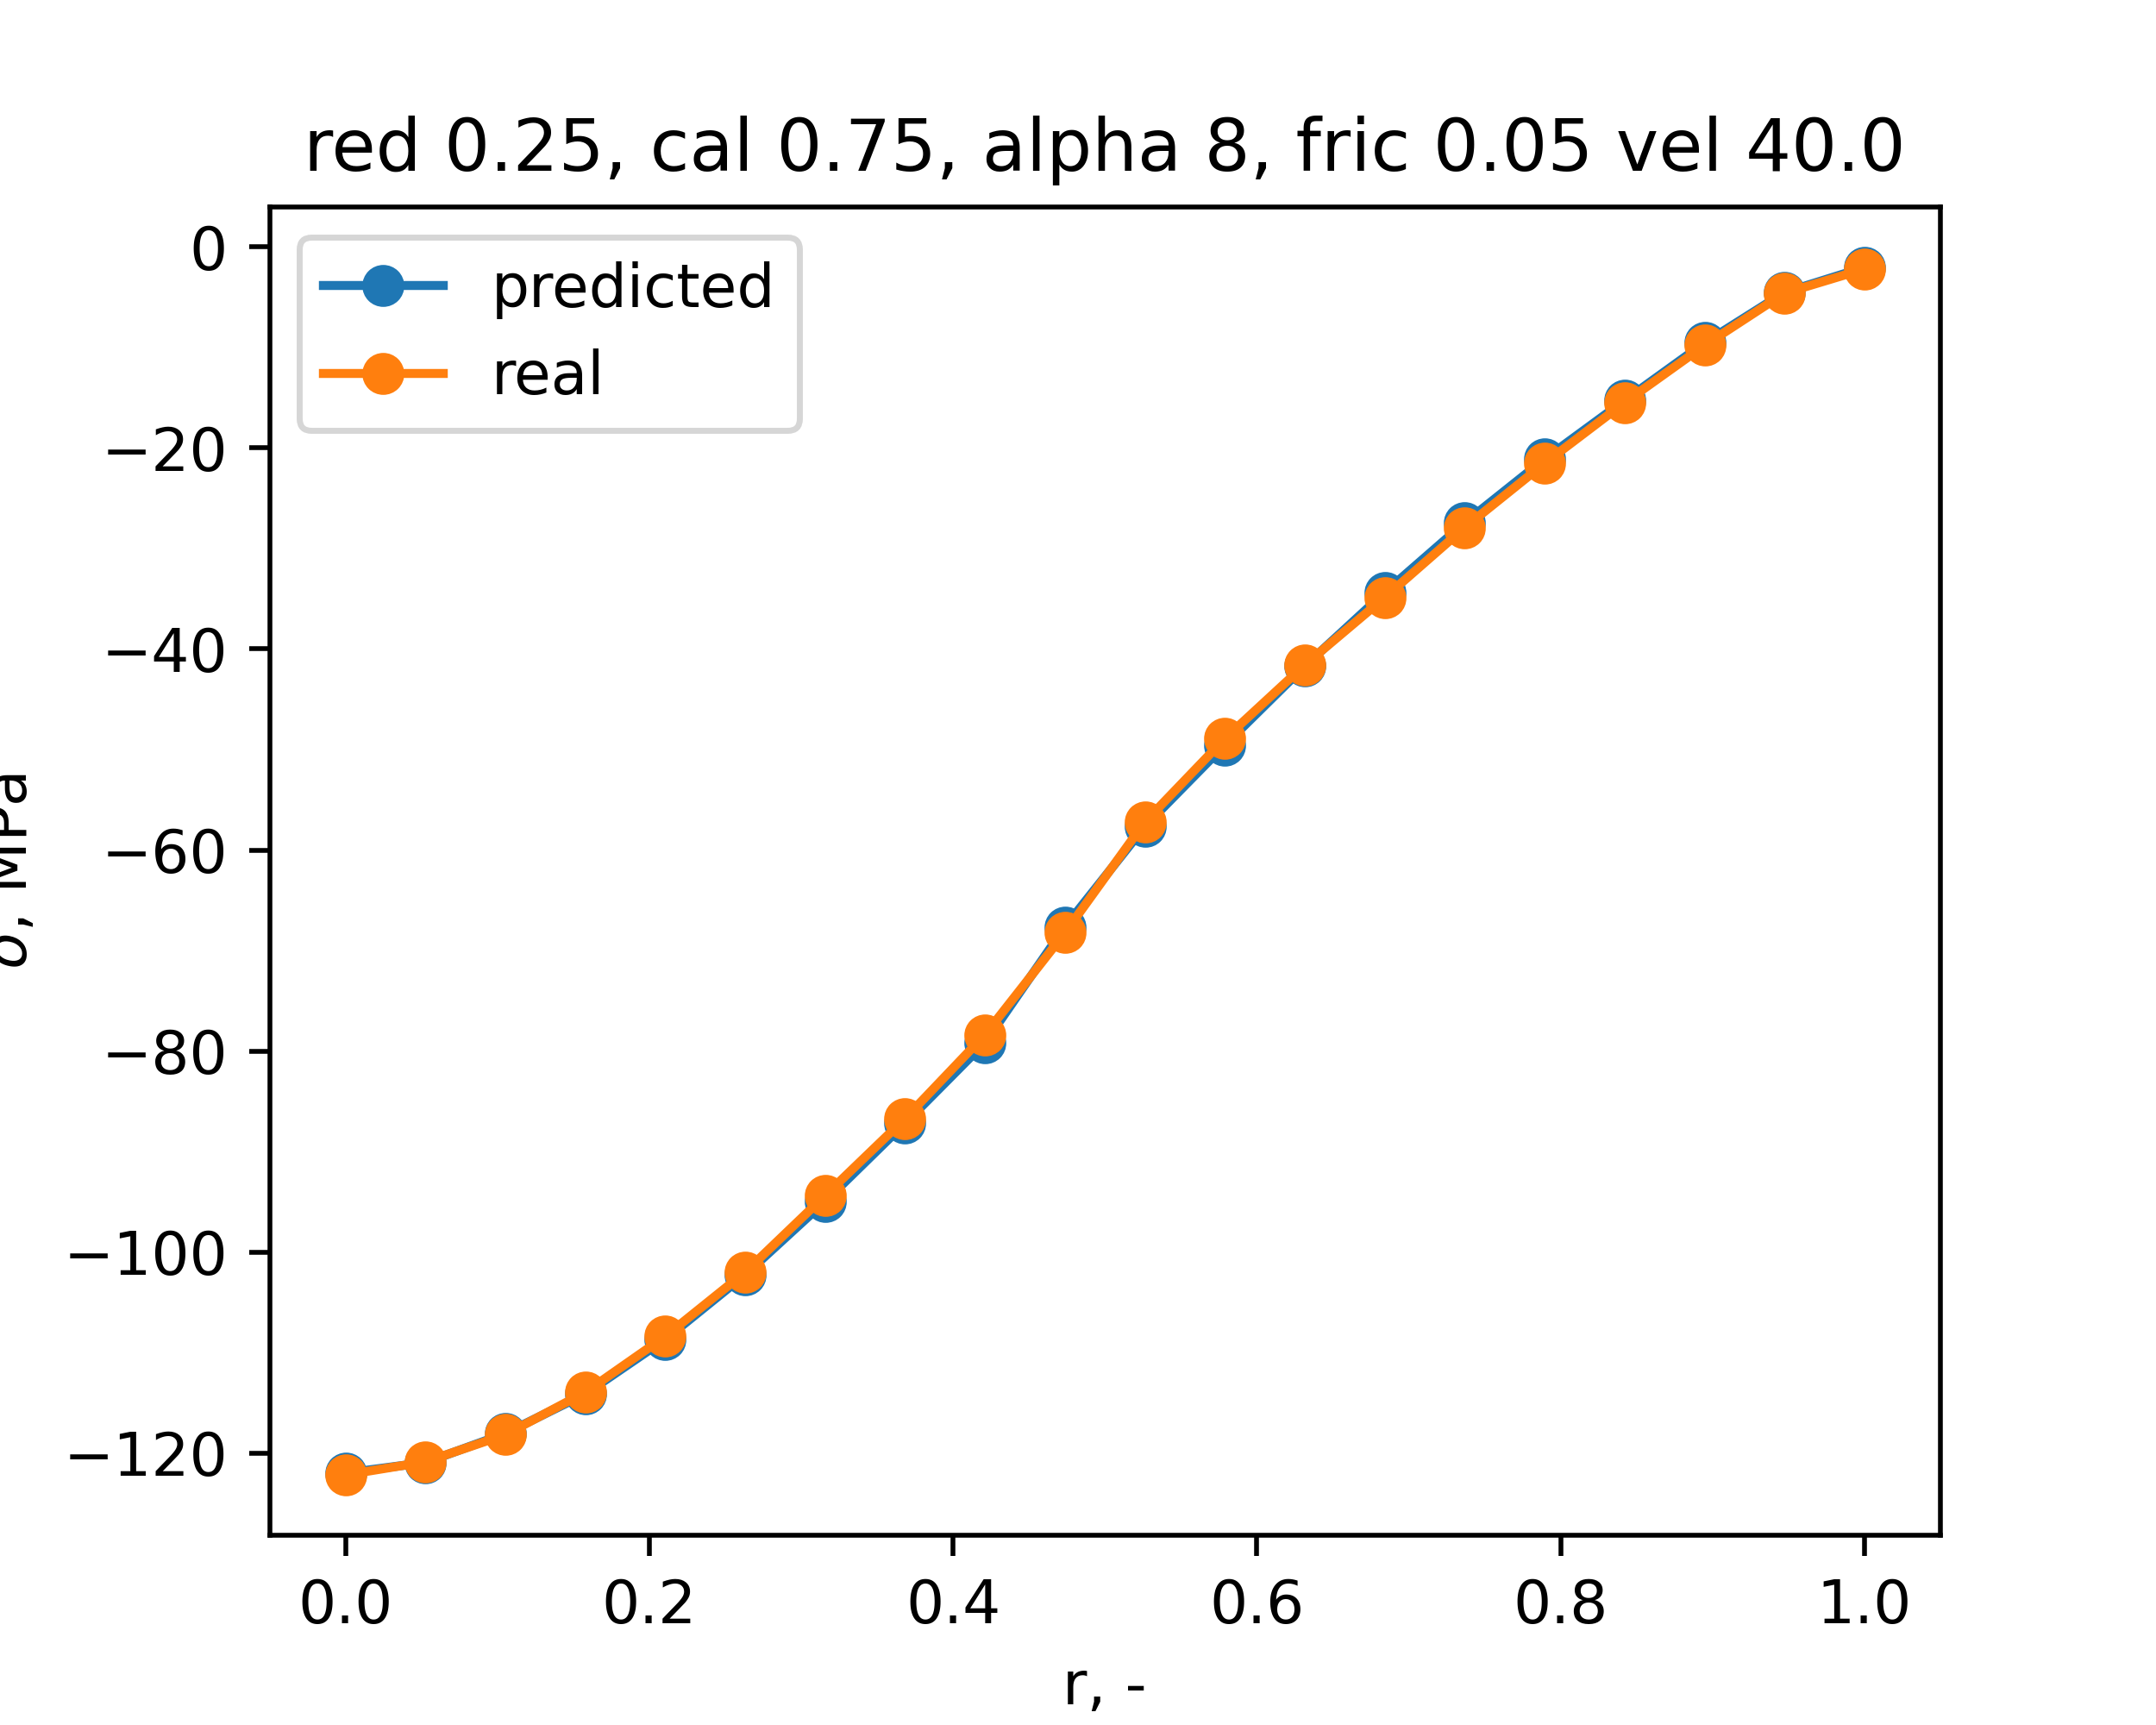 red 0.25, cal 0.75, alpha 8, fric 0.05 vel 40.0
predicted
real
0
−20
−40
−60
−80
−100
−120
σ, MPa
0.0 0.2 0.4 0.6 0.8 1.0
r, -